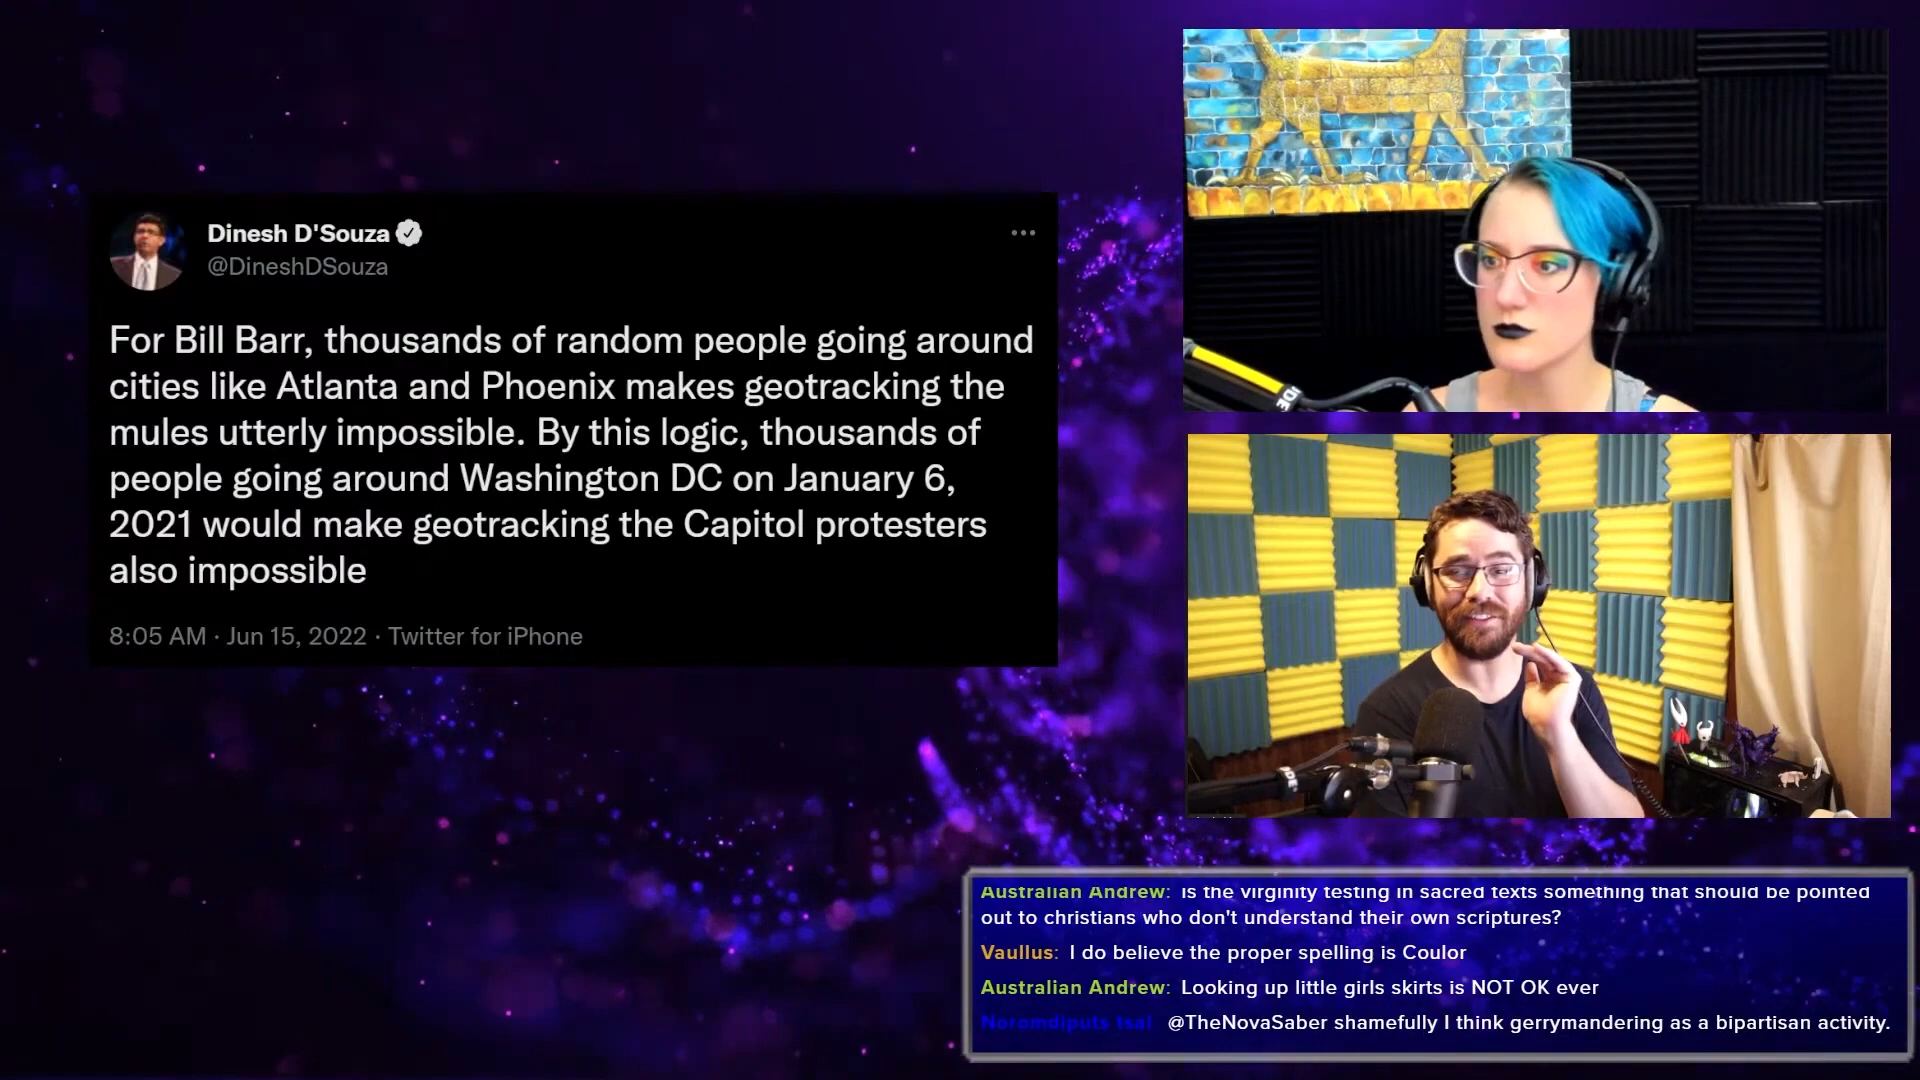 Dinesh D'Souza
@DineshDSouza
For Bill Barr, thousands of random people going around
cities like Atlanta and Phoenix makes geotracking the
mules utterly impossible. By this logic, thousands of
people going around Washington DC on January 6,
2021 would make geotracking the Capitol protesters
also impossible
8:05 AM · Jun 15, 2022 · Twitter for iPhone
Australian Andrew: is the virginity testing in sacred texts something that should be pointed
out to christians who don't understand their own scriptures?
Vaullus: I do believe the proper spelling is Coulor
Australian Andrew: Looking up little girls skirts is NOT OK ever
@TheNovaSaber shamefully I think gerrymandering as a bipartisan activity.